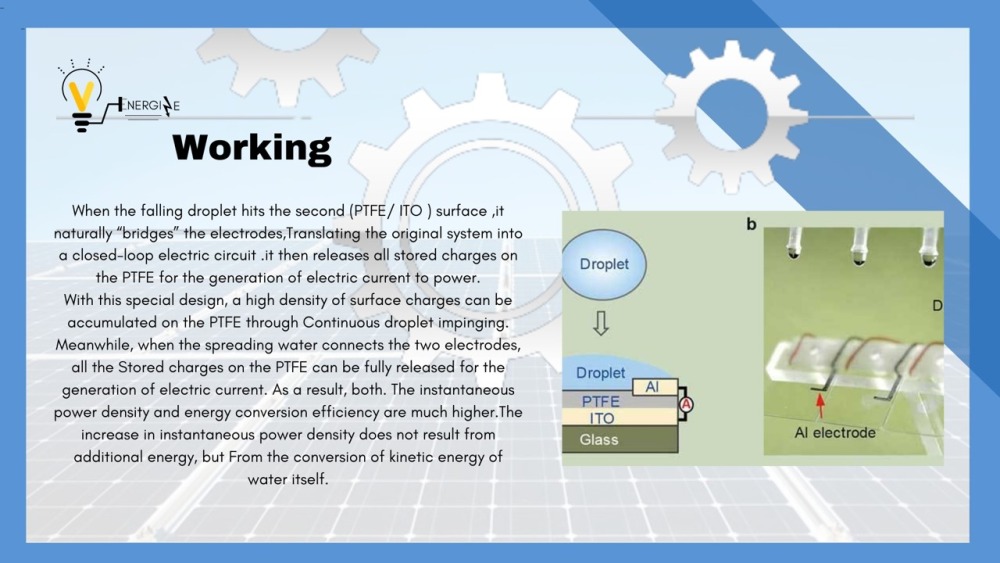 ENERGIZE
Working
When the falling droplet hits the second (PTFE/ ITO ) surface ,it
naturally “bridges” the electrodes,Translating the original system into
a closed-loop electric circuit .it then releases all stored charges on
the PTFE for the generation of electric current to power.
With this special design, a high density of surface charges can be
accumulated on the PTFE through Continuous droplet impinging.
Meanwhile, when the spreading water connects the two electrodes,
all the Stored charges on the PTFE can be fully released for the
generation of electric current. As a result, both. The instantaneous
power density and energy conversion efficiency are much higher.The
increase in instantaneous power density does not result from
additional energy, but From the conversion of kinetic energy of
water itself.
b
Droplet
D
Droplet
Al
PTFE
A
ITO
Glass
Al electrode